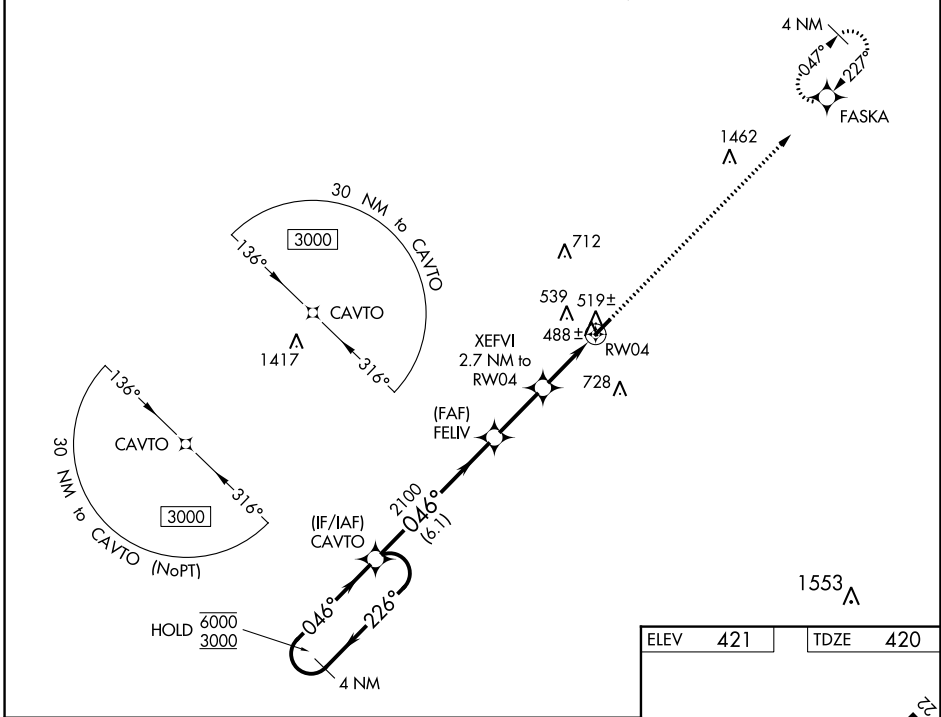 4 NM
047°
227°
FASKA
1462
30 NM to CAVTO
3000
136°
CAVTO
316°
1417
712
539
519±
488±
RW04
XEFVI
2.7 NM to
RW04
728
(FAF)
FELIV
136°
CAVTO
316°
3000
30 NM to CAVTO (NoPT)
2100
046°
(6.1)
(IF/IAF)
CAVTO
046°
226°
HOLD 6000
3000
4 NM
1553
ELEV 421
TDZE 420
22